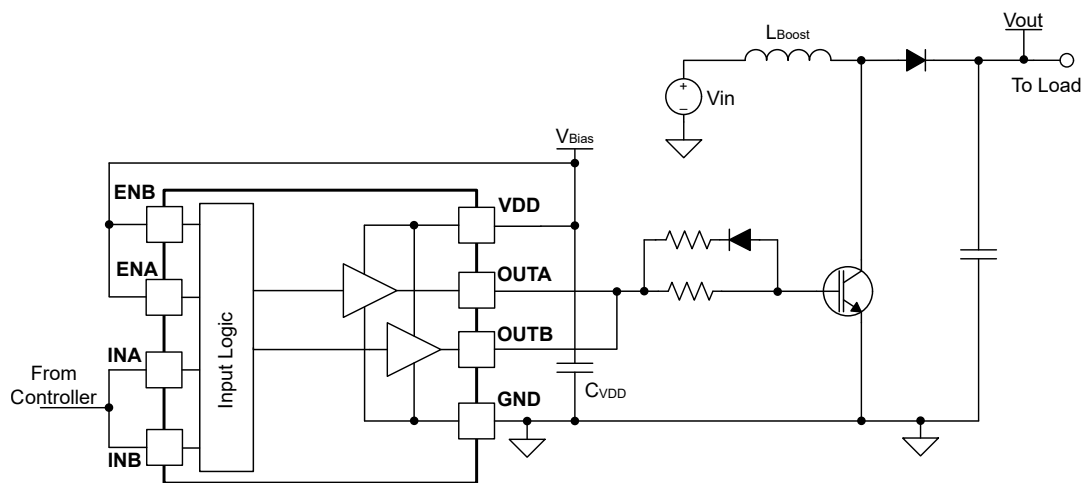 Vout
LBoost
To Load
+
Vin
–
VBias
ENB
VDD
ENA
OUTA
INA
OUTB
From
Controller
Input Logic
CVDD
GND
INB